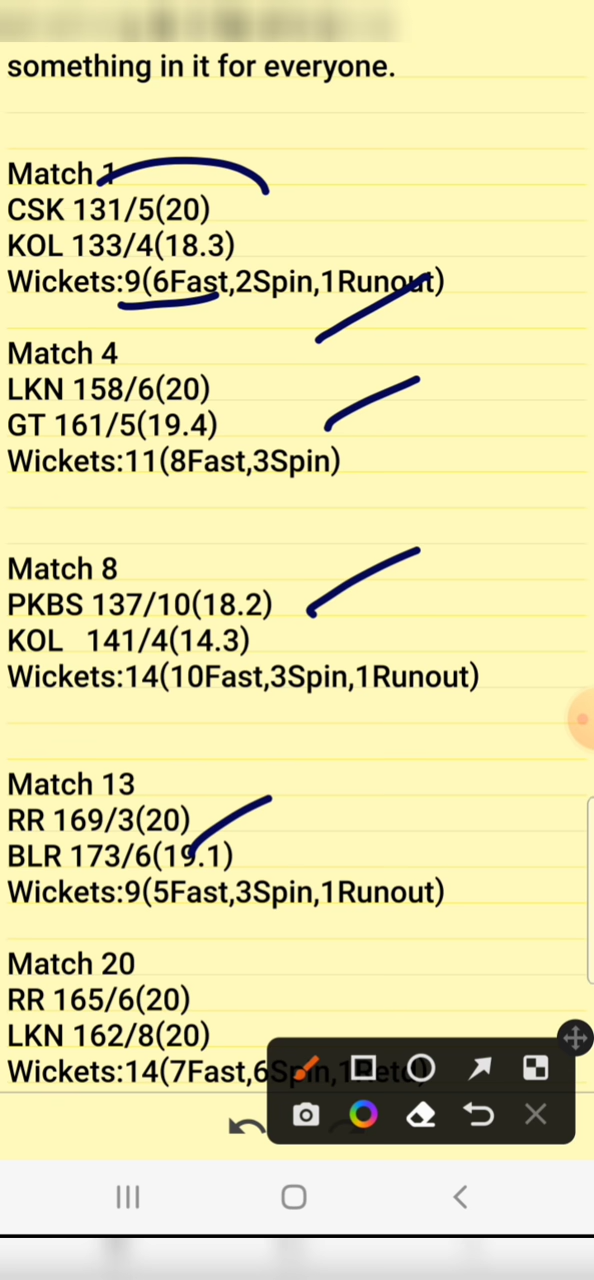 something in it for everyone.
Match 1
CSK 131/5(20)
KOL 133/4(18.3)
Wickets:9(6Fast,2Spin,1Runout)
Match 4
LKN 158/6(20)
GT 161/5(19.4)
Wickets:11(8Fast,3Spin)
Match 8
PKBS 137/10(18.2)
KOL 141/4(14.3)
Wickets:14(10Fast,3Spin,1Runout)
Match 13
RR 169/3(20)
BLR 173/6(19.1)
Wickets:9(5Fast,3Spin,1Runout)
Match 20
RR 165/6(20)
LKN 162/8(20)
Wickets:14(7Fast,6Spin,1Retd)